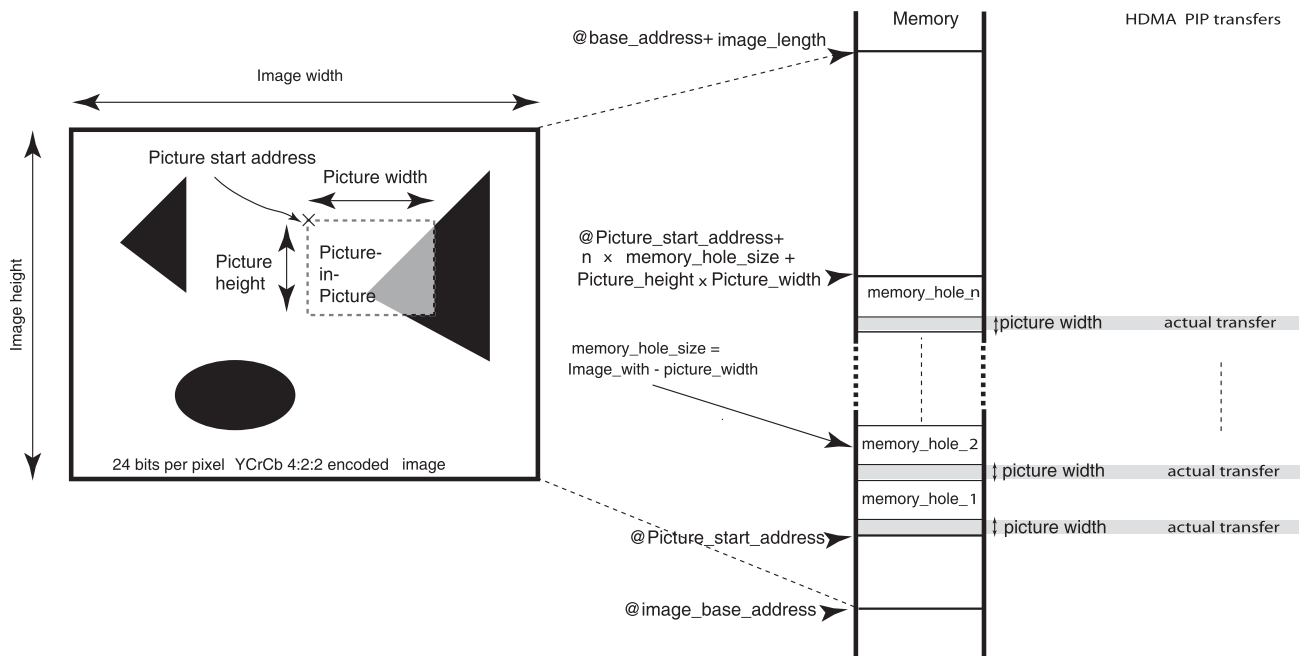 Memory
HDMA PIP transfers
@base_address+ image_length
Image width
Picture start address
Picture width
Picture height
Picture-
in-
Picture
Image height
24 bits per pixel YCrCb 4:2:2 encoded image
@Picture_start_address+
n x memory_hole_size +
Picture_height x Picture_width
memory_hole_n
picture width
actual transfer
memory_hole_size =
Image_with - picture_width
memory_hole_2
picture width
actual transfer
memory_hole_1
picture width
actual transfer
@Picture_start_address
@image_base_address